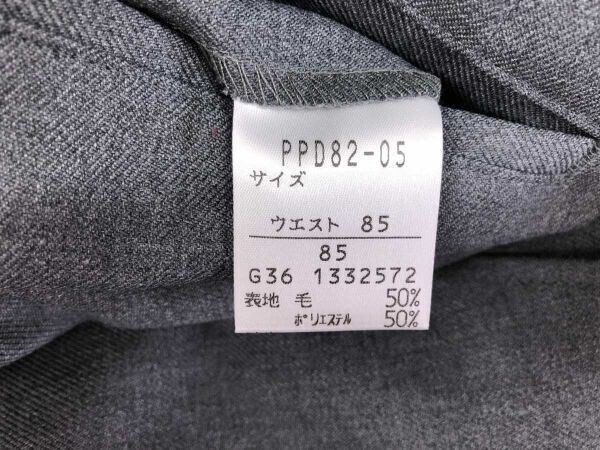 PPD82-05
サイズ
ウエスト 85
85
G36 1332572
表地 毛 50%
ポリエステル 50%